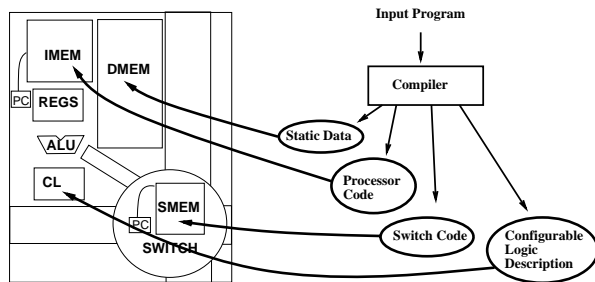 Input Program
IMEM
DMEM
Compiler
PC
REGS
Static Data
ALU
Processor
Code
CL
SMEM
PC
SWITCH
Switch Code
Configurable
Logic
Description